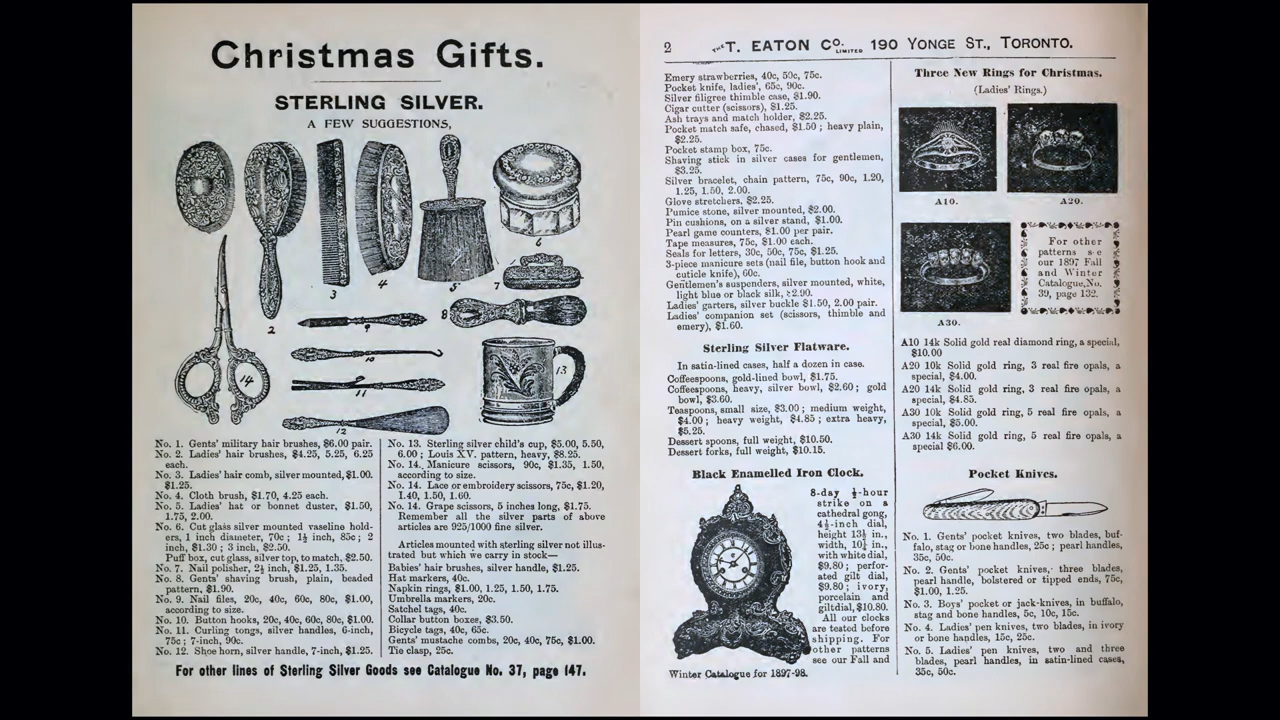 Christmas Gifts.
STERLING SILVER.
A FEW SUGGESTIONS,
2
3
4
5
6
7
8
9
10
11
12
13
14
No. 1. Gents' military hair brushes, $6.00 pair.
No. 2. Ladies' hair brushes, $4.25, 5.25, 6.25
each.
No. 3. Ladies' hair comb, silver mounted, $1.00.
$1.25.
No. 4. Cloth brush, $1.70, 4.25 each.
No. 5. Ladies' hat or bonnet duster, $1.50,
1.75, 2.00.
No. 6. Cut glass silver mounted vaseline hold-
ers, 1 inch diameter, 70c; 1½ inch, 85c; 2
inch, $1.30; 3 inch, $2.50.
Puff box, cut glass, silver top, to match, $2.50.
No. 7. Nail polisher, 2½ inch, $1.25, 1.35.
No. 8. Gents' shaving brush, plain, beaded
pattern, $1.90.
No. 9. Nail files, 20c, 40c, 60c, 80c, $1.00,
according to size.
No. 10. Button hooks, 20c, 40c, 60c, 80c, $1.00.
No. 11. Curling tongs, silver handles, 6-inch,
75c; 7-inch, 90c.
No. 12. Shoe horn, silver handle, 7-inch, $1.25.
No. 13. Sterling silver child's cup, $5.00, 5.50,
6.00; Louis XV. pattern, heavy, $8.25.
No. 14. Manicure scissors, 90c, $1.35, 1.50,
according to size.
No. 14. Lace or embroidery scissors, 75c, $1.20,
1.40, 1.50, 1.60.
No. 14. Grape scissors, 5 inches long, $1.75.
Remember all the silver parts of above
articles are 925/1000 fine silver.
Articles mounted with sterling silver not illus-
trated but which we carry in stock—
Babies' hair brushes, silver handle, $1.25.
Hat markers, 40c.
Napkin rings, $1.00, 1.25, 1.50, 1.75.
Umbrella markers, 20c.
Satchel tags, 40c.
Collar button boxes, $3.50.
Bicycle tags, 40c, 65c.
Gents' mustache combs, 20c, 40c, 75c, $1.00.
Tie clasp, 25c.
For other lines of Sterling Silver Goods see Catalogue No. 37, page 147.
2 THE T. EATON CO. LIMITED 190 YONGE ST., TORONTO.
Emery strawberries, 40c, 50c, 75c.
Pocket knife, ladies', 65c, 90c.
Silver filigree thimble case, $1.90.
Cigar cutter (scissors), $1.25.
Ash trays and match holder, $2.25.
Pocket match safe, chased, $1.50; heavy plain,
$2.25.
Pocket stamp box, 75c.
Shaving stick in silver cases for gentlemen,
$3.25.
Silver bracelet, chain pattern, 75c, 90c, 1.20,
1.25, 1.50, 2.00.
Glove stretchers, $2.25.
Pumice stone, silver mounted, $2.00.
Pin cushions, on a silver stand, $1.00.
Pearl game counters, $1.00 per pair.
Tape measures, 75c, $1.00 each.
Seals for letters, 30c, 50c, 75c, $1.25.
3-piece manicure sets (nail file, button hook and
cuticle knife), 60c.
Gentlemen's suspenders, silver mounted, white,
light blue or black silk, $2.90.
Ladies' garters, silver buckle $1.50, 2.00 pair.
Ladies' companion set (scissors, thimble and
emery), $1.60.
Sterling Silver Flatware.
In satin-lined cases, half a dozen in case.
Coffeespoons, gold-lined bowl, $1.75.
Coffeespoons, heavy, silver bowl, $2.60; gold
bowl, $3.60.
Teaspoons, small size, $3.00; medium weight,
$4.00; heavy weight, $4.85; extra heavy,
$5.25.
Dessert spoons, full weight, $10.50.
Dessert forks, full weight, $10.15.
Black Enamelled Iron Clock.
8-day ½-hour
strike on a
cathedral gong,
4½-inch dial,
height 13½ in.,
width, 10¼ in.,
with white dial,
$9.80; perfor-
ated gilt dial,
$9.80; ivory,
porcelain and
giltdial, $10.80.
All our clocks
are tested before
shipping. For
other patterns
see our Fall and
Winter Catalogue for 1897-98.
Three New Rings for Christmas.
(Ladies' Rings.)
A10.
A20.
A30.
For other
patterns see
our 1897 Fall
and Winter
Catalogue, No.
39, page 132.
A10 14k Solid gold real diamond ring, a special,
$10.00
A20 10k Solid gold ring, 3 real fire opals, a
special, $4.00.
A20 14k Solid gold ring, 3 real fire opals, a
special, $4.85.
A30 10k Solid gold ring, 5 real fire opals, a
special, $5.00.
A30 14k Solid gold ring, 5 real fire opals, a
special $6.00.
Pocket Knives.
No. 1. Gents' pocket knives, two blades, buf-
falo, stag or bone handles, 25c; pearl handles,
35c, 50c.
No. 2. Gents' pocket knives, three blades,
pearl handle, bolstered or tipped ends, 75c,
$1.00, 1.25.
No. 3. Boys' pocket or jack-knives, in buffalo,
stag and bone handles, 5c, 10c, 15c.
No. 4. Ladies' pen knives, two blades, in ivory
or bone handles, 15c, 25c.
No. 5. Ladies' pen knives, two and three
blades, pearl handles, in satin-lined cases,
35c, 50c.